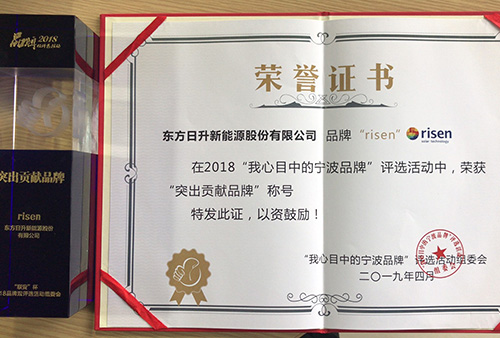 2018
突出贡献品牌
risen
东方日升新能源股份
有限公司
荣誉证书
东方日升新能源股份有限公司 品牌 “risen” risen
solar technology
在2018“我心目中的宁波品牌”评选活动中，荣获
“突出贡献品牌”称号
特发此证，以资鼓励！
“我心目中的宁波品牌”评选活动组委会
二〇一九年四月